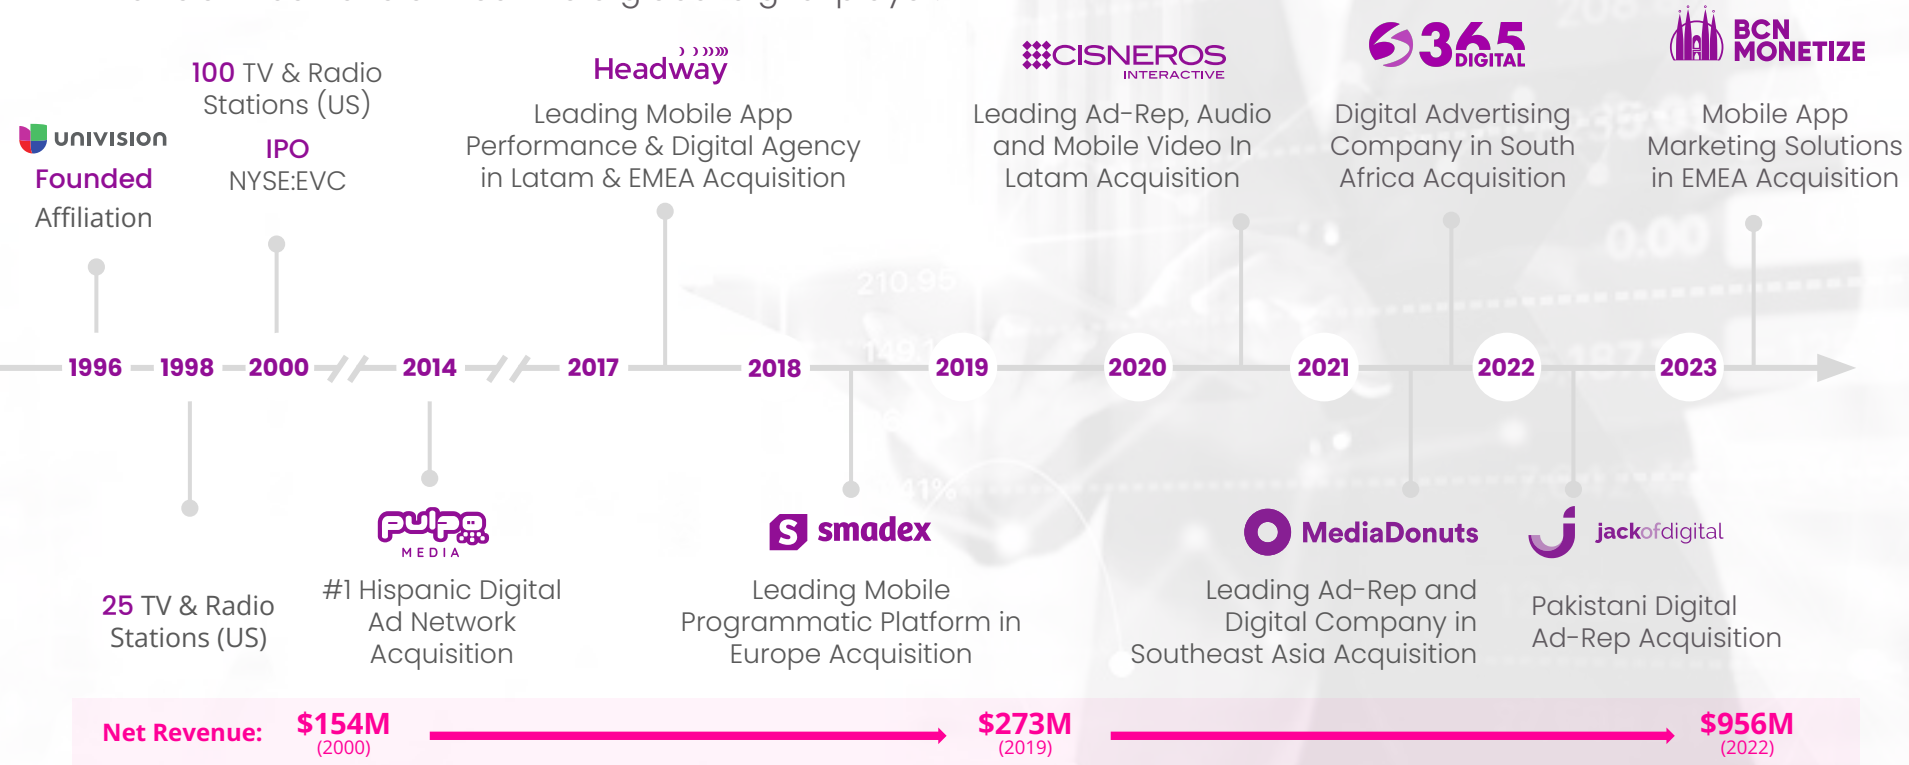 univision
Founded
Affiliation
100 TV & Radio
Stations (US)
IPO
NYSE:EVC
Headway
Leading Mobile App
Performance & Digital Agency
in Latam & EMEA Acquisition
CISNEROS
INTERACTIVE
Leading Ad-Rep, Audio
and Mobile Video In
Latam Acquisition
365
DIGITAL
Digital Advertising
Company in South
Africa Acquisition
BCN
MONETIZE
Mobile App
Marketing Solutions
in EMEA Acquisition
210.95
0.00
1996 1998 2000 2014 2017 2018 2019 2020 2021 2022 2023
25 TV & Radio
Stations (US)
pulpo
MEDIA
#1 Hispanic Digital
Ad Network
Acquisition
S smadex
Leading Mobile
Programmatic Platform in
Europe Acquisition
MediaDonuts
Leading Ad-Rep and
Digital Company in
Southeast Asia Acquisition
jackofdigital
Pakistani Digital
Ad-Rep Acquisition
Net Revenue: $154M $273M $956M
(2000) (2019) (2022)